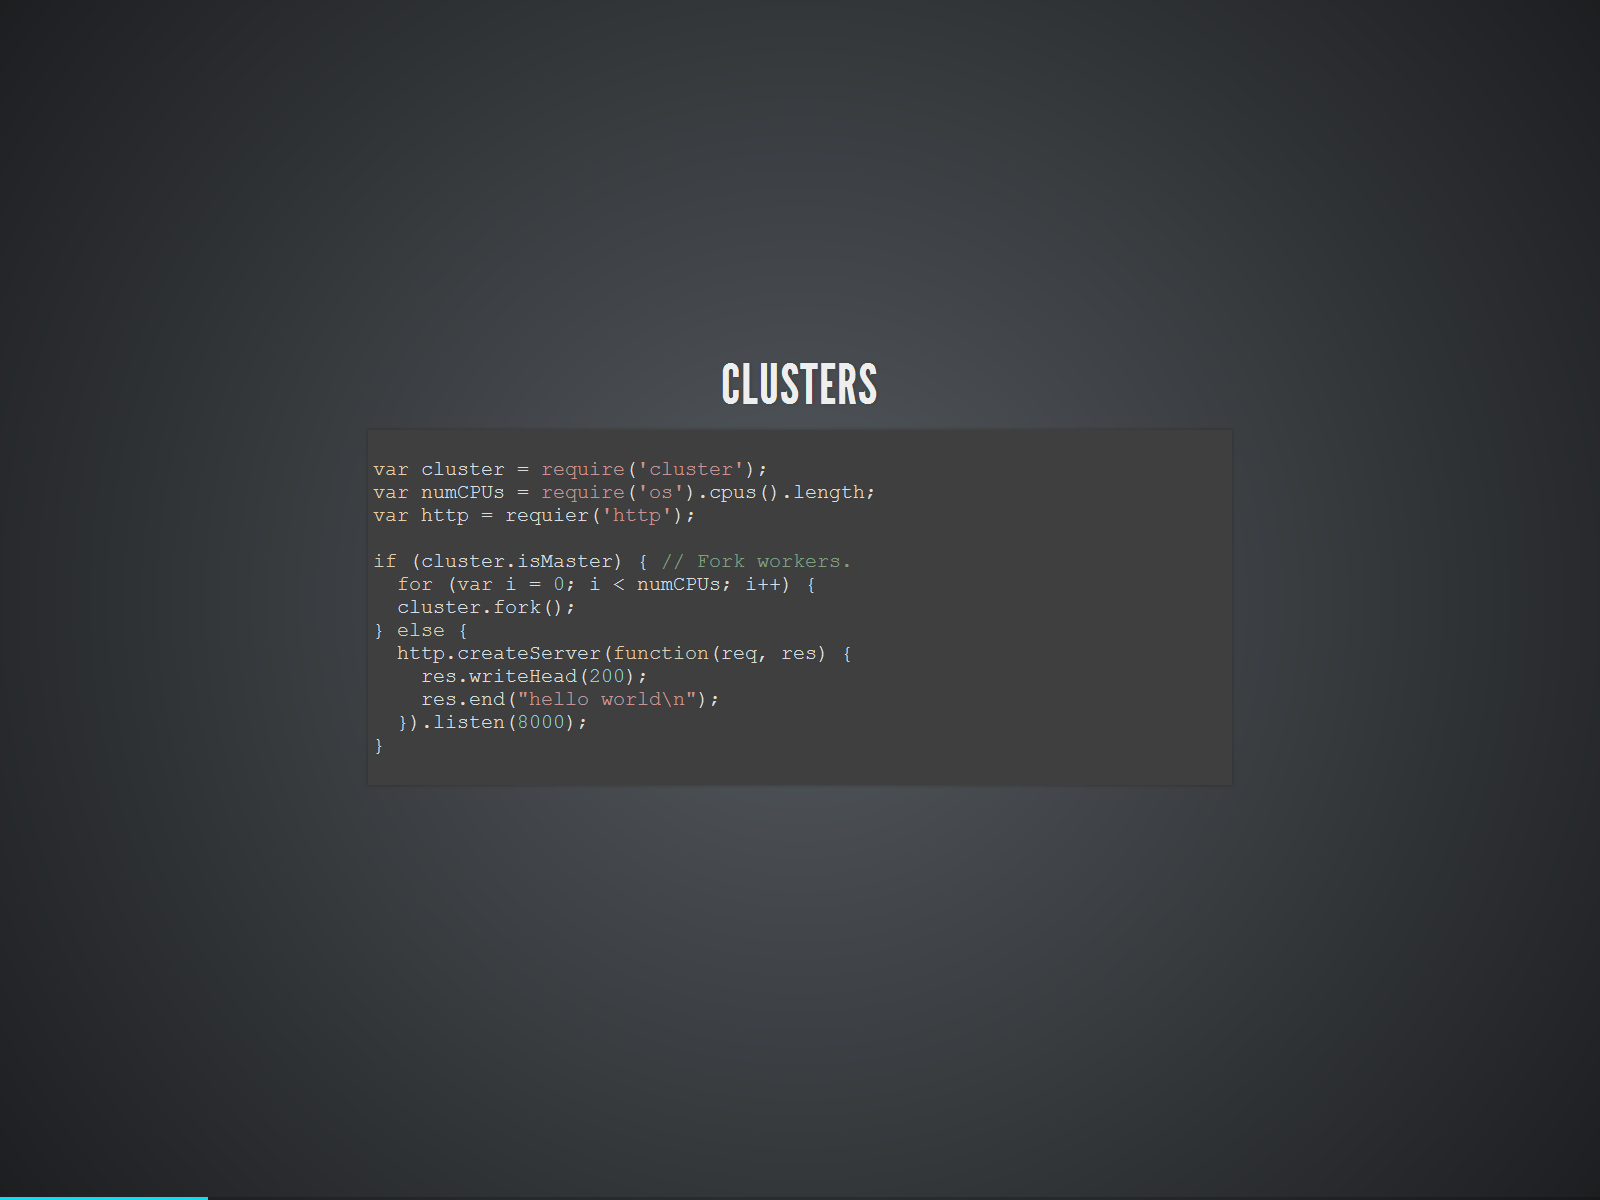 CLUSTERS
var cluster = require('cluster');
var numCPUs = require('os').cpus().length;
var http = requier('http');
if (cluster.isMaster) { // Fork workers.
  for (var i = 0; i < numCPUs; i++) {
  cluster.fork();
} else {
  http.createServer(function(req, res) {
    res.writeHead(200);
    res.end("hello world\n");
  }).listen(8000);
}